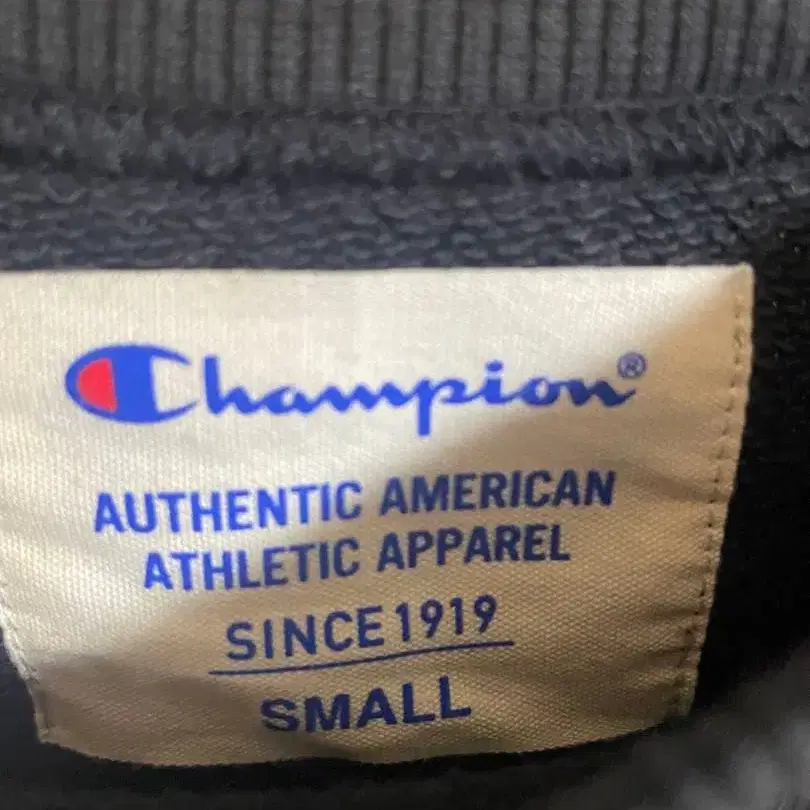 Champion®
AUTHENTIC AMERICAN
ATHLETIC APPAREL
SINCE 1919
SMALL